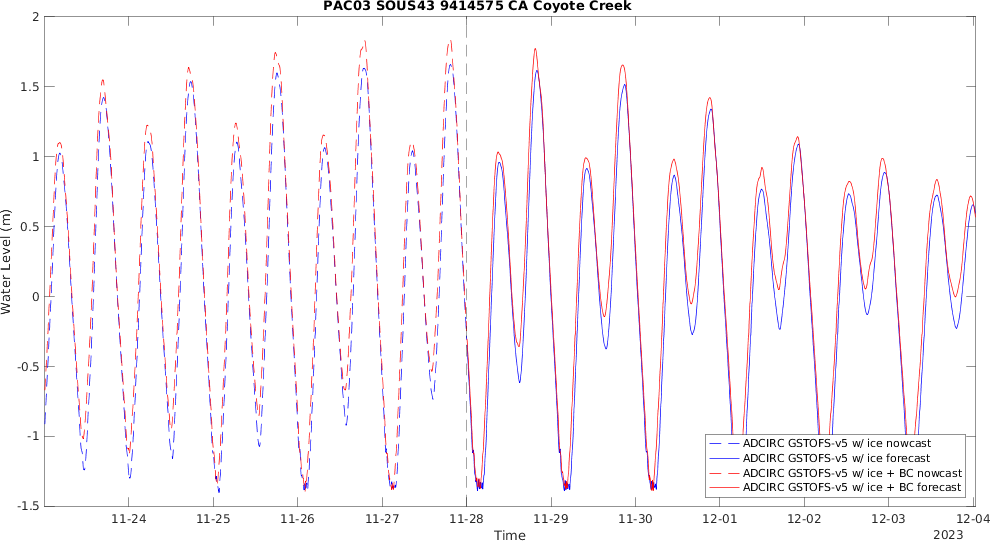 PAC03 SOUS43 9414575 CA Coyote Creek
2
1.5
1
0.5
0
-0.5
-1
-1.5
Water Level (m)
11-24 11-25 11-26 11-27 11-28 11-29 11-30 12-01 12-02 12-03 12-04
Time
2023
ADCIRC GSTOFS-v5 w/ ice nowcast
ADCIRC GSTOFS-v5 w/ ice forecast
ADCIRC GSTOFS-v5 w/ ice + BC nowcast
ADCIRC GSTOFS-v5 w/ ice + BC forecast